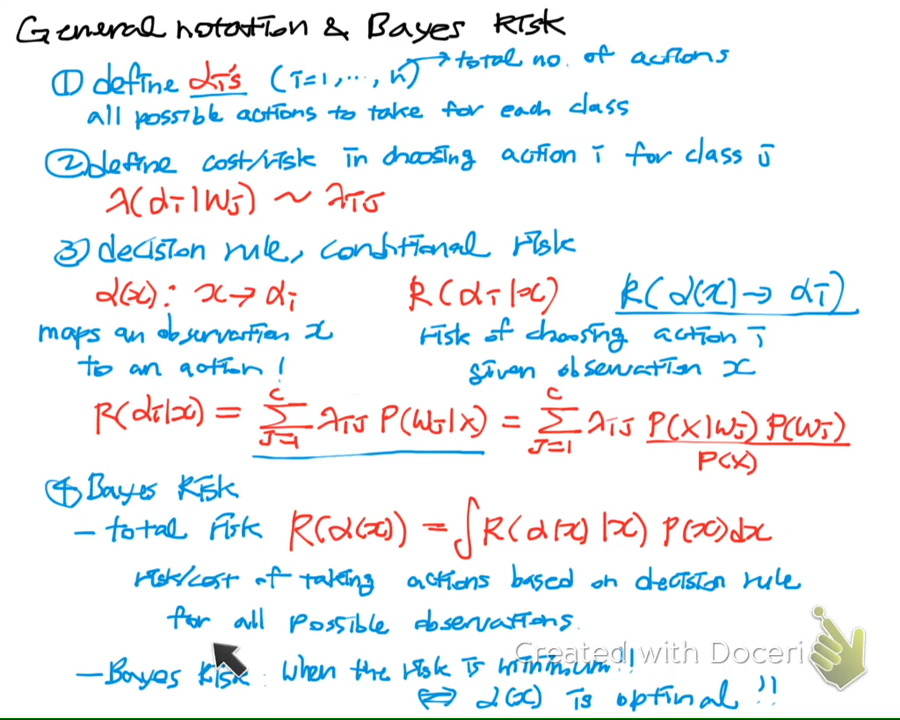 General notation & Bayes Risk
① define αi's (i=1, ..., n) → total no. of actions
all possible actions to take for each class
② define cost/risk in choosing action i for class j
λ(αi|Wj) ~ λij
③ decision rule, conditional risk
α(x): x → αi R(αi|x) R(α(x) → αi)
maps an observation x risk of choosing action i
to an action! given observation x
R(αi|x) = Σ_{j=1}^{c} λij P(Wj|x) = Σ_{j=1}^{c} λij P(x|Wj) P(Wj) / P(x)
④ Bayes Risk
- total risk R(α(x)) = ∫R(α(x)|x) P(x)dx
risk/cost of taking actions based on decision rule
for all possible observations.
Created with Doceri
- Bayes Risk: when the risk is minimum!!
⇔ α(x) is optimal!!